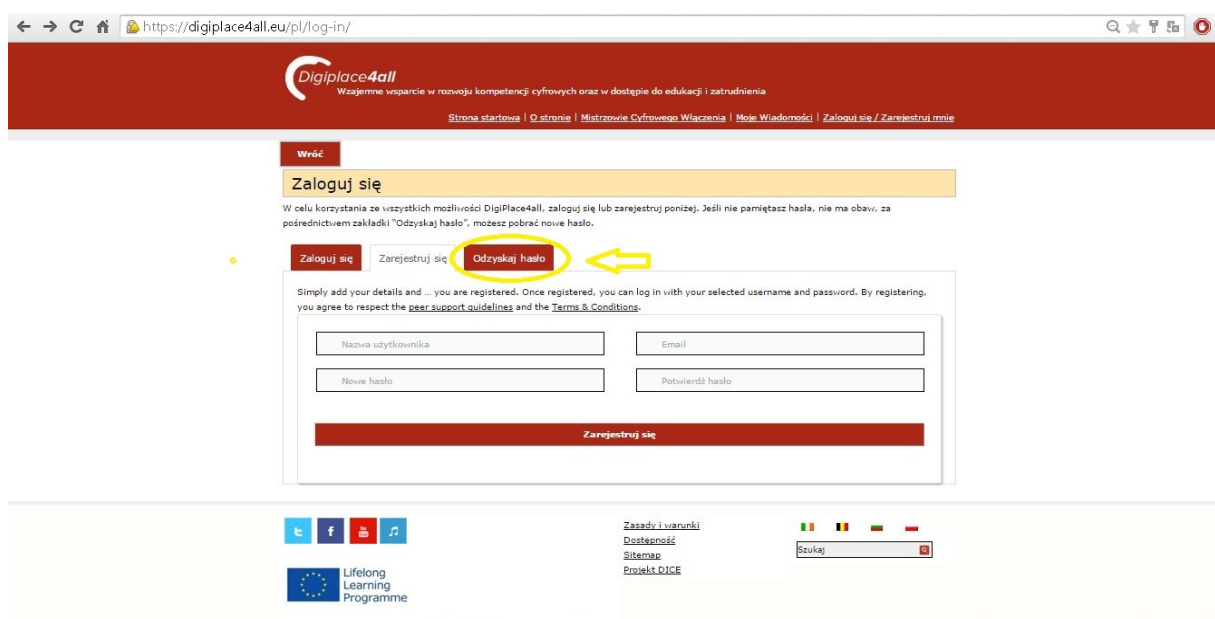 https://digiplace4all.eu/pl/log-in/
Digiplace4all
Wzajemne wsparcie w rozwoju kompetencji cyfrowych oraz w dostępie do edukacji i zatrudnienia
Strona startowa | O stronie | Mistrzowie Cyfrowego Włączenia | Moje Wiadomości | Zaloguj się / Zarejestruj mnie
Wróć
Zaloguj się
W celu korzystania ze wszystkich możliwości DigiPlace4all, zaloguj się lub zarejestruj poniżej. Jeśli nie pamiętasz hasła, nie ma obaw, za
pośrednictwem zakładki "Odzyskaj hasło", możesz pobrać nowe hasło.
Zaloguj się Zarejestruj się Odzyskaj hasło
Simply add your details and ... you are registered. Once registered, you can log in with your selected username and password. By registering,
you agree to respect the peer support guidelines and the Terms & Conditions.
Nazwa użytkownika Email
Nowe hasło Potwierdź hasło
Zarejestruj się
Zasady i warunki
Dostępność
Sitemap
Projekt DICE
Szukaj
Lifelong
Learning
Programme